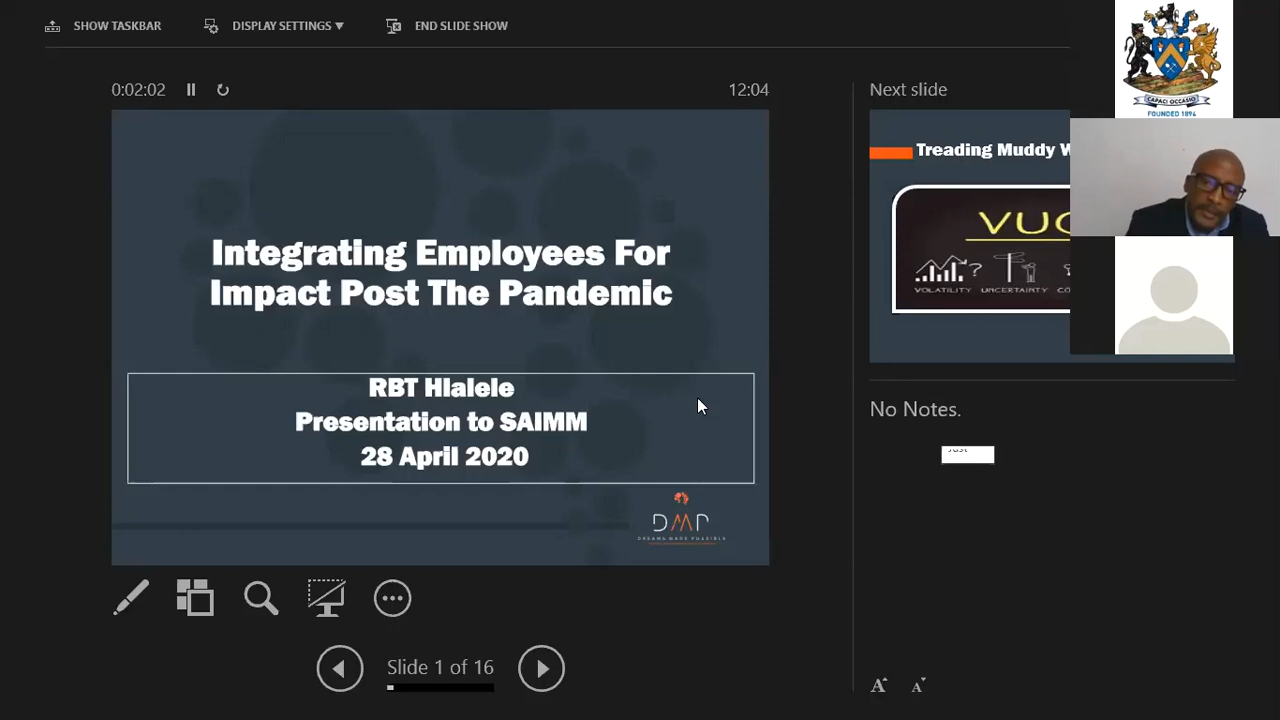 SHOW TASKBAR
DISPLAY SETTINGS
END SLIDE SHOW
0:02:02
12:04
Integrating Employees For
Impact Post The Pandemic
RBT Hlalele
Presentation to SAIMM
28 April 2020
DMP
DREAMS MADE POSSIBLE
Slide 1 of 16
Next slide
Treading Muddy W
VUC
VOLATILITY UNCERTAINTY CO
No Notes.
Just
A A
CAPACI OCCASIO
FOUNDED 1894